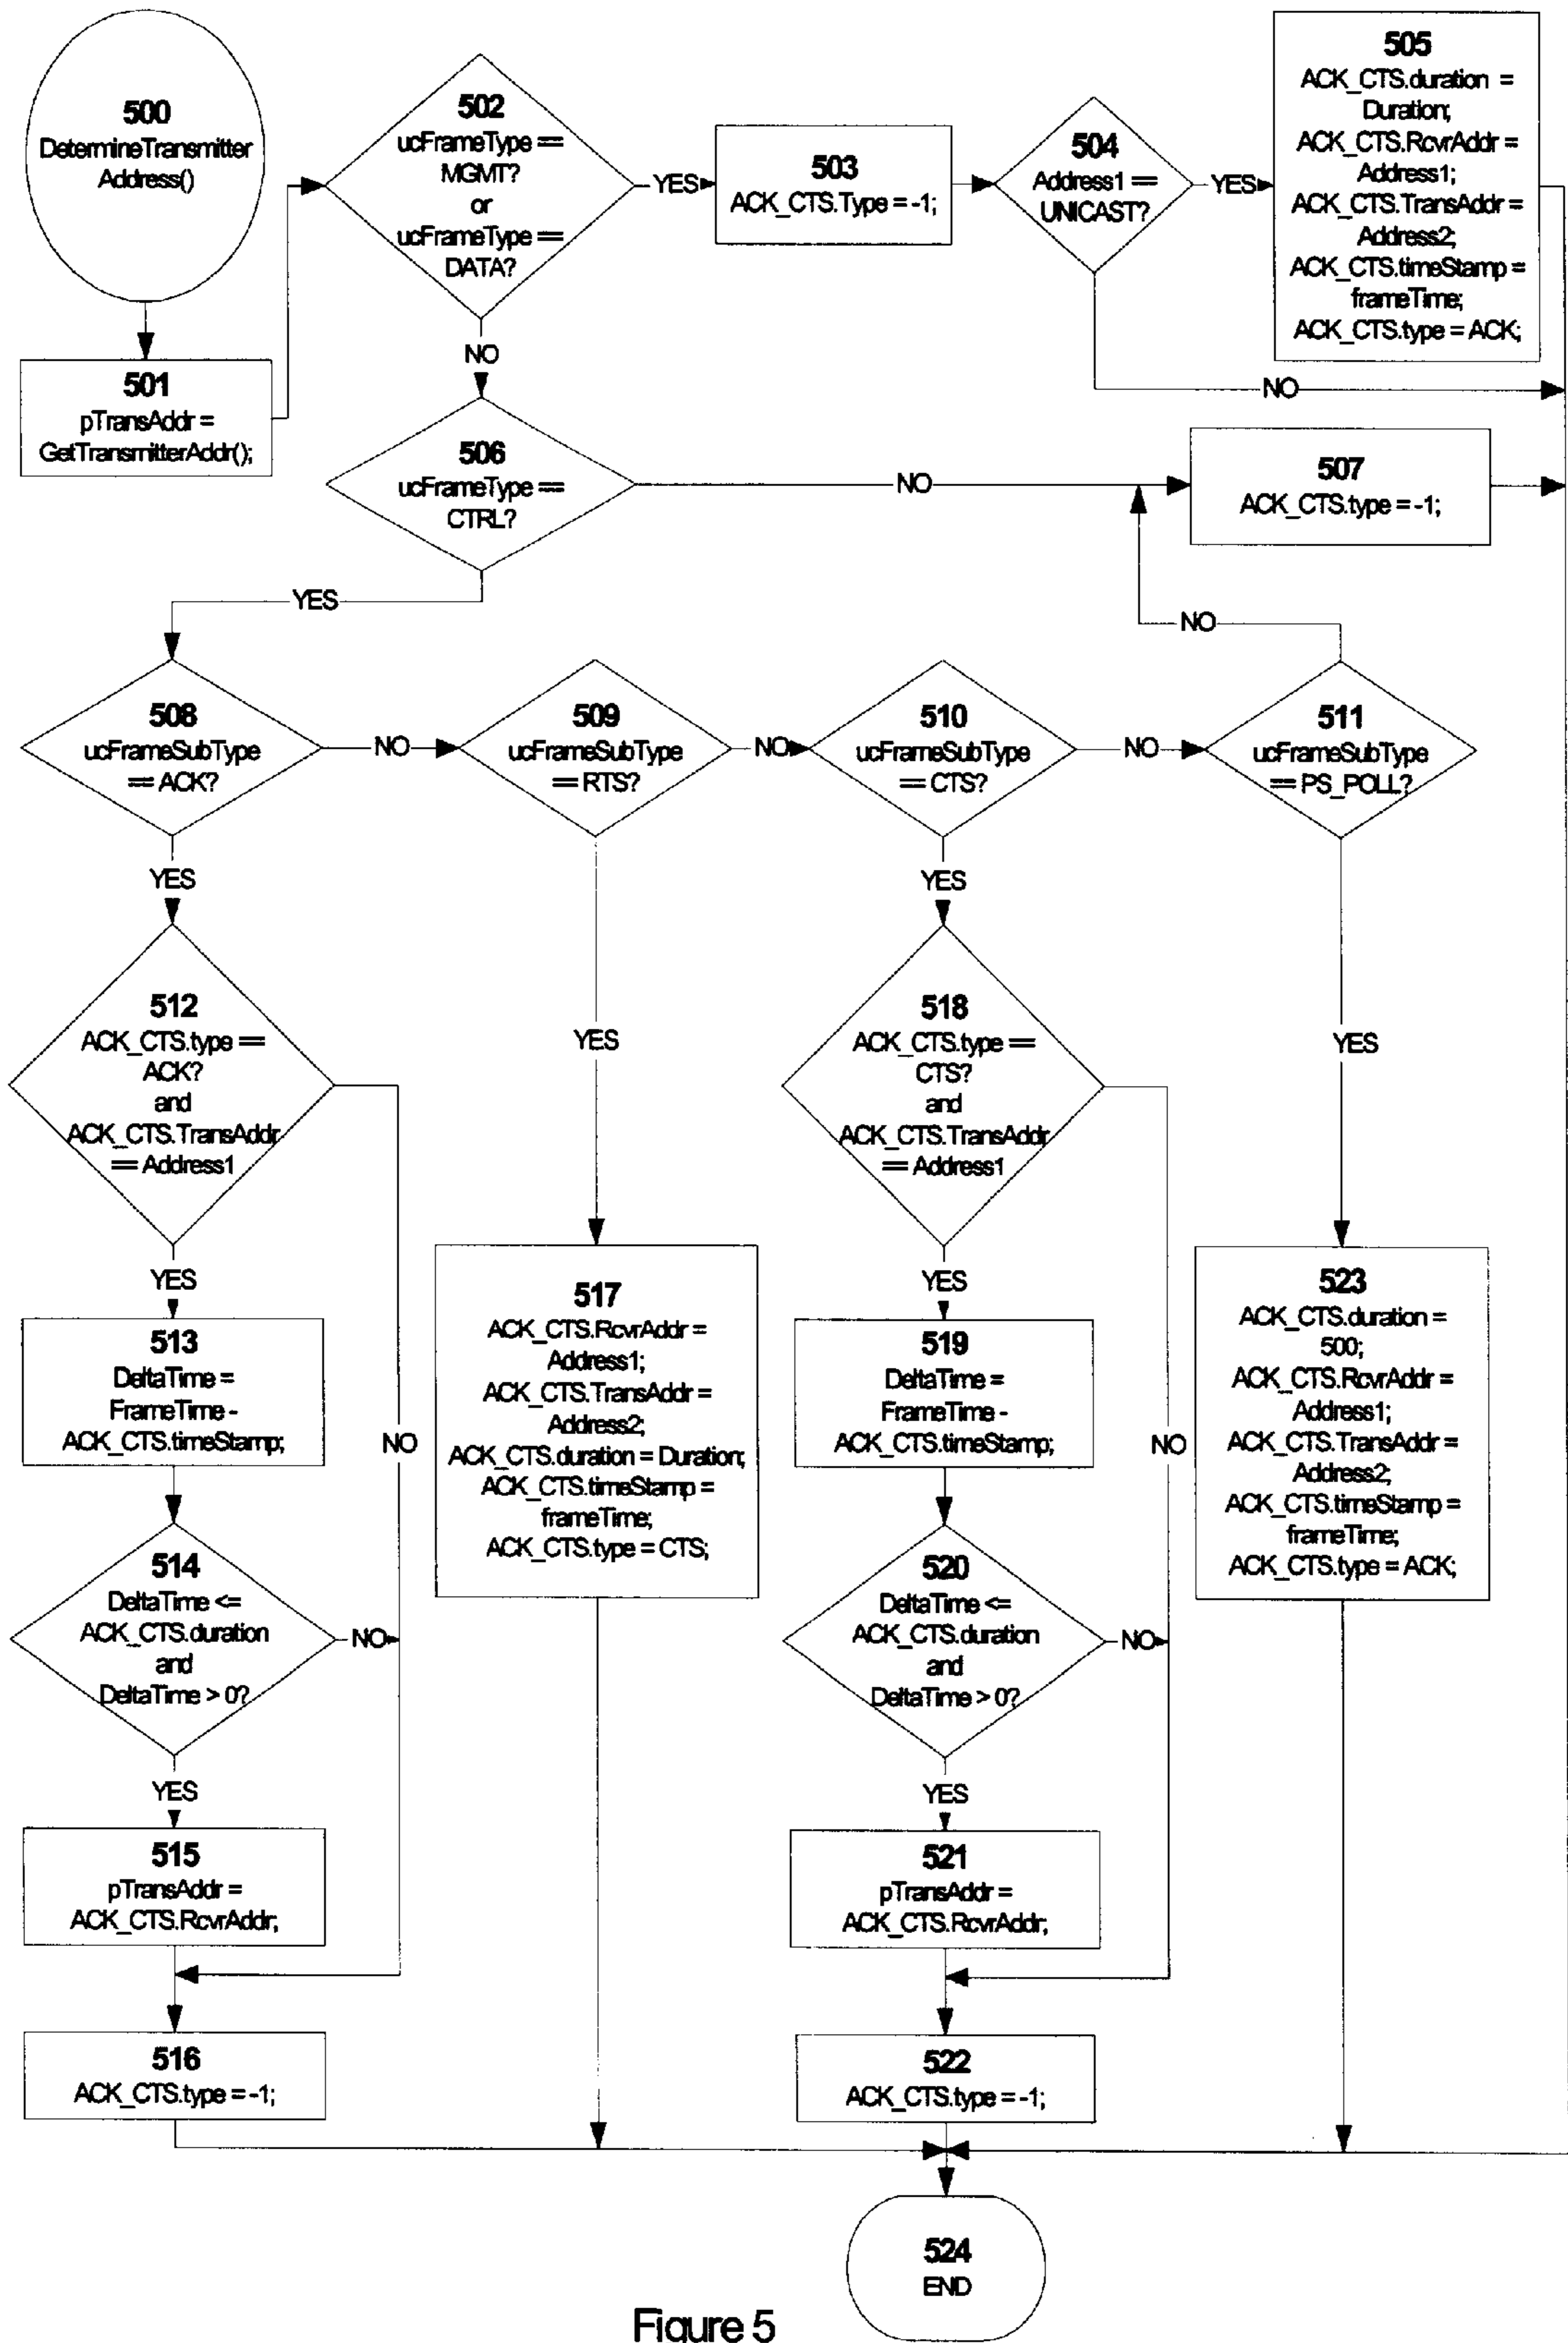 500
DetermineTransmitter
Address()
501
pTransAddr =
GetTransmitterAddr();
502
ucFrameType ==
MGMT?
or
ucFrameType ==
DATA?
YES
503
ACK_CTS.Type = -1;
504
Address1 ==
UNICAST?
YES
505
ACK_CTS.duration =
Duration;
ACK_CTS.RcvrAddr =
Address1;
ACK_CTS.TransAddr =
Address2;
ACK_CTS.timeStamp =
frameTime;
ACK_CTS.type = ACK;
NO
NO
506
ucFrameType ==
CTRL?
NO
507
ACK_CTS.type = -1;
YES
NO
508
ucFrameSubType
== ACK?
NO
509
ucFrameSubType
== RTS?
NO
510
ucFrameSubType
== CTS?
NO
511
ucFrameSubType
== PS_POLL?
YES
YES
YES
YES
512
ACK_CTS.type ==
ACK?
and
ACK_CTS.TransAddr
== Address1
518
ACK_CTS.type ==
CTS?
and
ACK_CTS.TransAddr
== Address1
YES
513
DeltaTime =
FrameTime -
ACK_CTS.timeStamp;
NO
517
ACK_CTS.RcvrAddr =
Address1;
ACK_CTS.TransAddr =
Address2;
ACK_CTS.duration = Duration;
ACK_CTS.timeStamp =
frameTime;
ACK_CTS.type = CTS;
YES
519
DeltaTime =
FrameTime -
ACK_CTS.timeStamp;
NO
523
ACK_CTS.duration =
500;
ACK_CTS.RcvrAddr =
Address1;
ACK_CTS.TransAddr =
Address2;
ACK_CTS.timeStamp =
frameTime;
ACK_CTS.type = ACK;
514
DeltaTime <=
ACK_CTS.duration
and
DeltaTime > 0?
NO
520
DeltaTime <=
ACK_CTS.duration
and
DeltaTime > 0?
NO
YES
YES
515
pTransAddr =
ACK_CTS.RcvrAddr;
521
pTransAddr =
ACK_CTS.RcvrAddr;
516
ACK_CTS.type = -1;
522
ACK_CTS.type = -1;
524
END
Figure 5